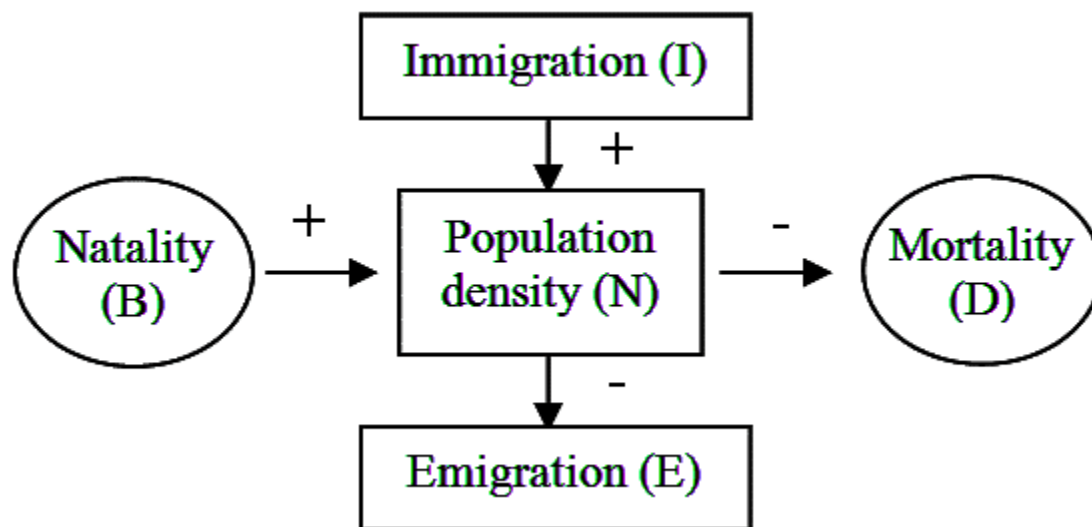 Immigration (I)
+
Natality
(B)
+
Population
density (N)
-
Mortality
(D)
-
Emigration (E)